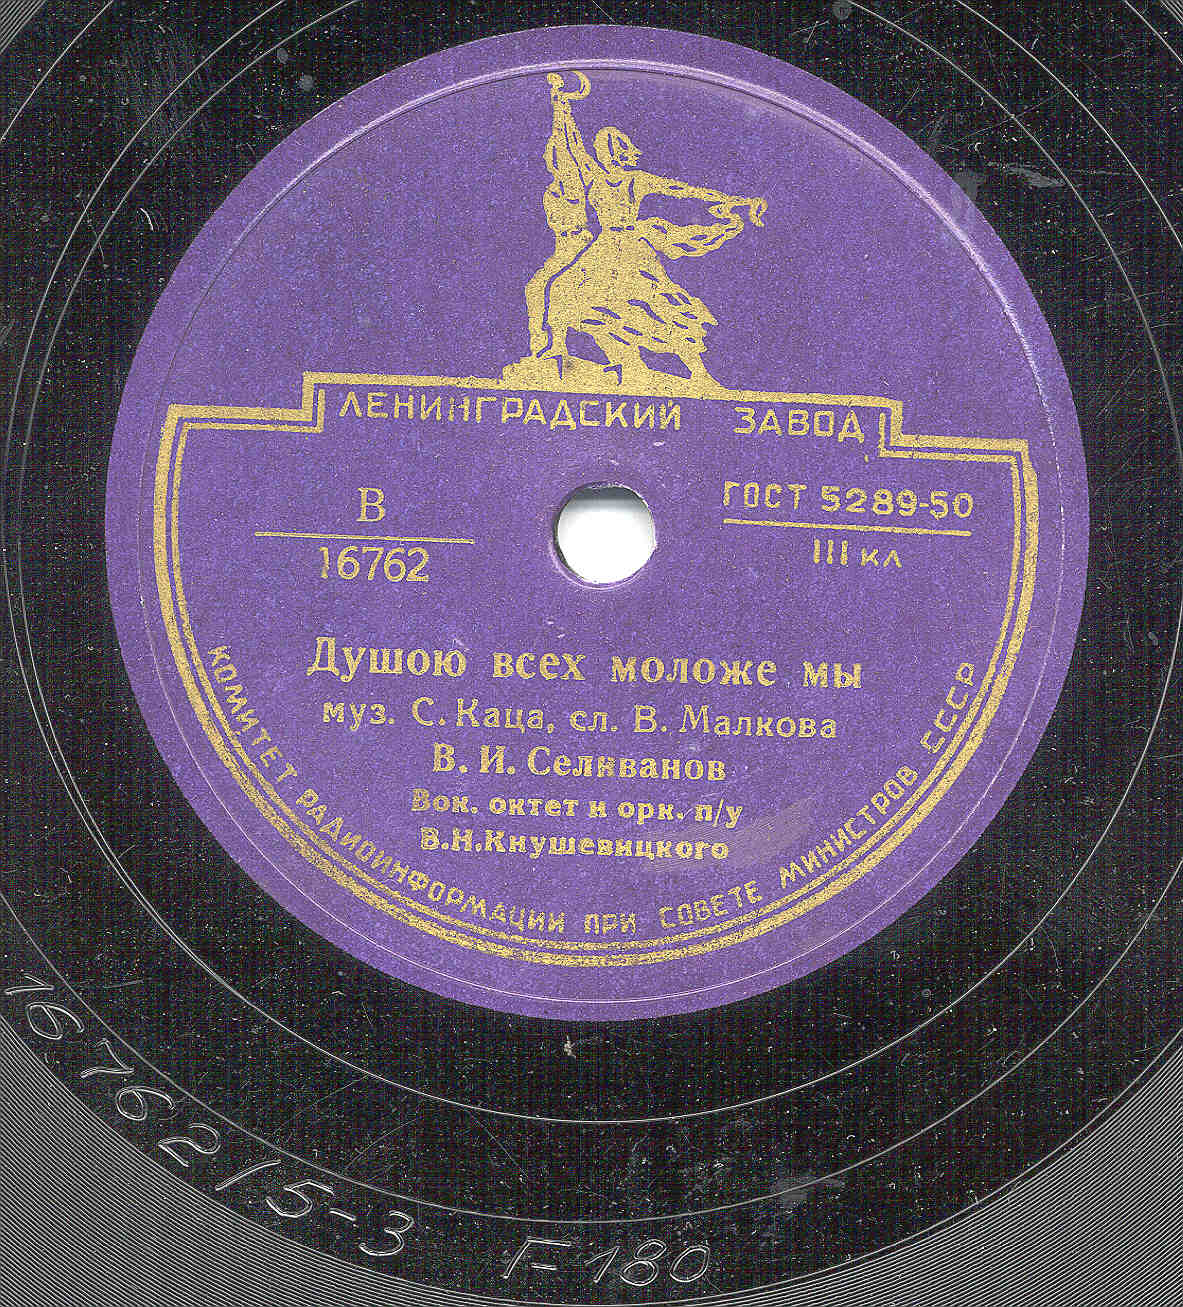 ЛЕНИНГРАДСКИЙ ЗАВОД
В
16762
ГОСТ 5289-50
III кл
Душою всех моложе мы
муз. С. Каца, сл. В. Малкова
В. И. Селиванов
Вок. октет и орк. п/у
В.Н.Кнушевицкого
КОМИТЕТ РАДИОИНФОРМАЦИИ ПРИ СОВЕТЕ МИНИСТРОВ СССР
16762/5-3 Г-180